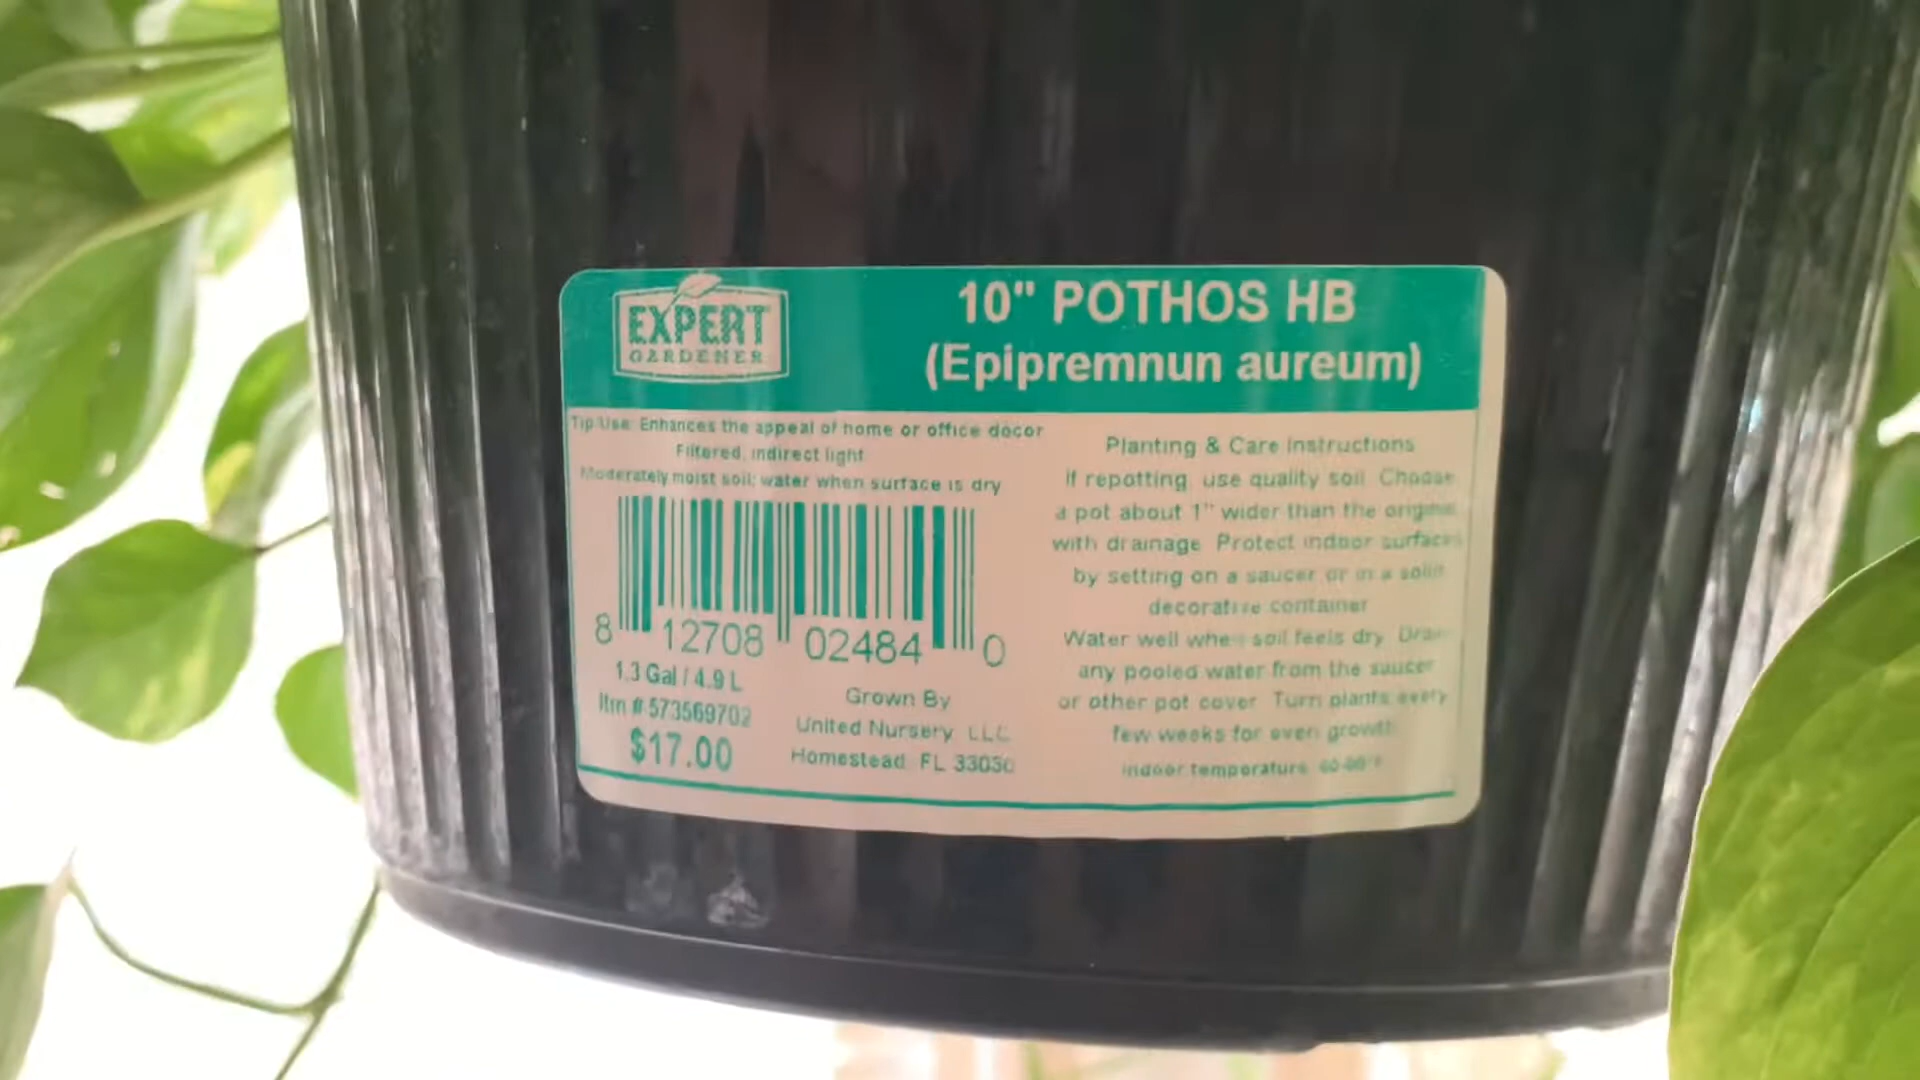 EXPERT
GARDENER
10" POTHOS HB
(Epipremnun aureum)
Tip/Use: Enhances the appeal of home or office decor
Filtered, indirect light
Moderately moist soil; water when surface is dry
8 12708 02484 0
1.3 Gal / 4.9 L
Itm # 573569702
$17.00
Grown By
United Nursery, LLC
Homestead, FL 33030
Planting & Care Instructions
If repotting, use quality soil. Choose
a pot about 1" wider than the original
with drainage. Protect indoor surfaces
by setting on a saucer or in a solid
decorative container.
Water well when soil feels dry. Drain
any pooled water from the saucer
or other pot cover. Turn plants every
few weeks for even growth.
Indoor temperature